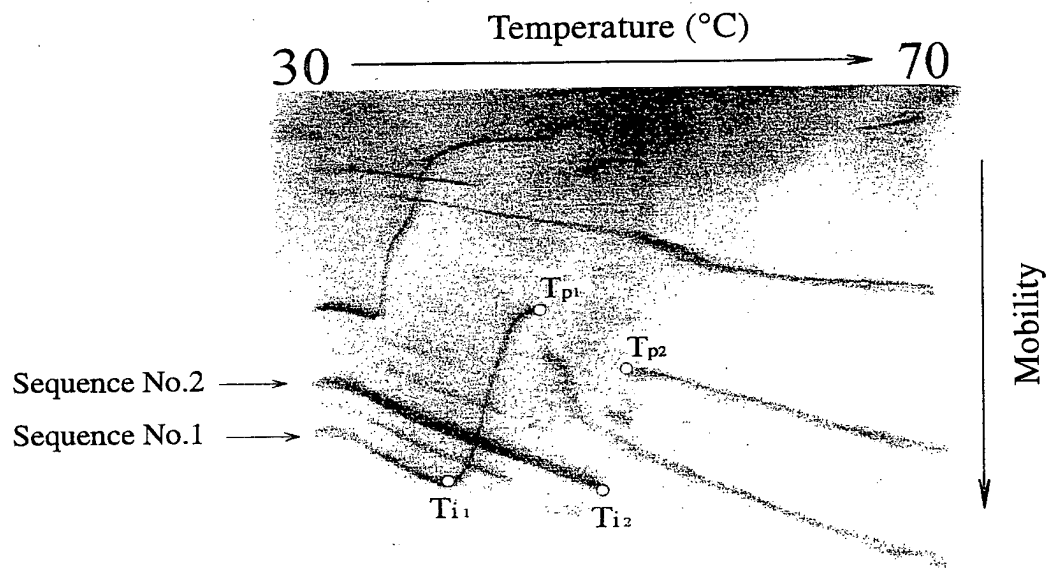 Temperature (°C)
30 70
Tp1
Tp2
Mobility
Sequence No.2
Sequence No.1
Ti1
Ti2